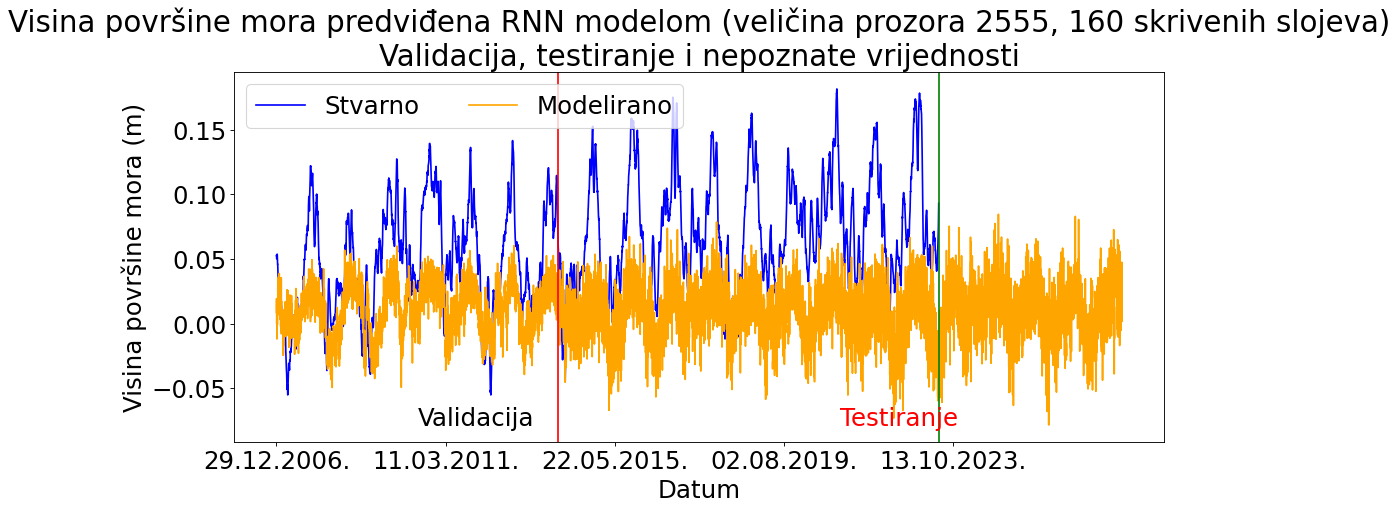 Visina površine mora predviđena RNN modelom (veličina prozora 2555, 160 skrivenih slojeva)
Validacija, testiranje i nepoznate vrijednosti
Stvarno Modelirano
Visina površine mora (m)
0.15
0.10
0.05
0.00
−0.05
Validacija Testiranje
29.12.2006. 11.03.2011. 22.05.2015. 02.08.2019. 13.10.2023.
Datum